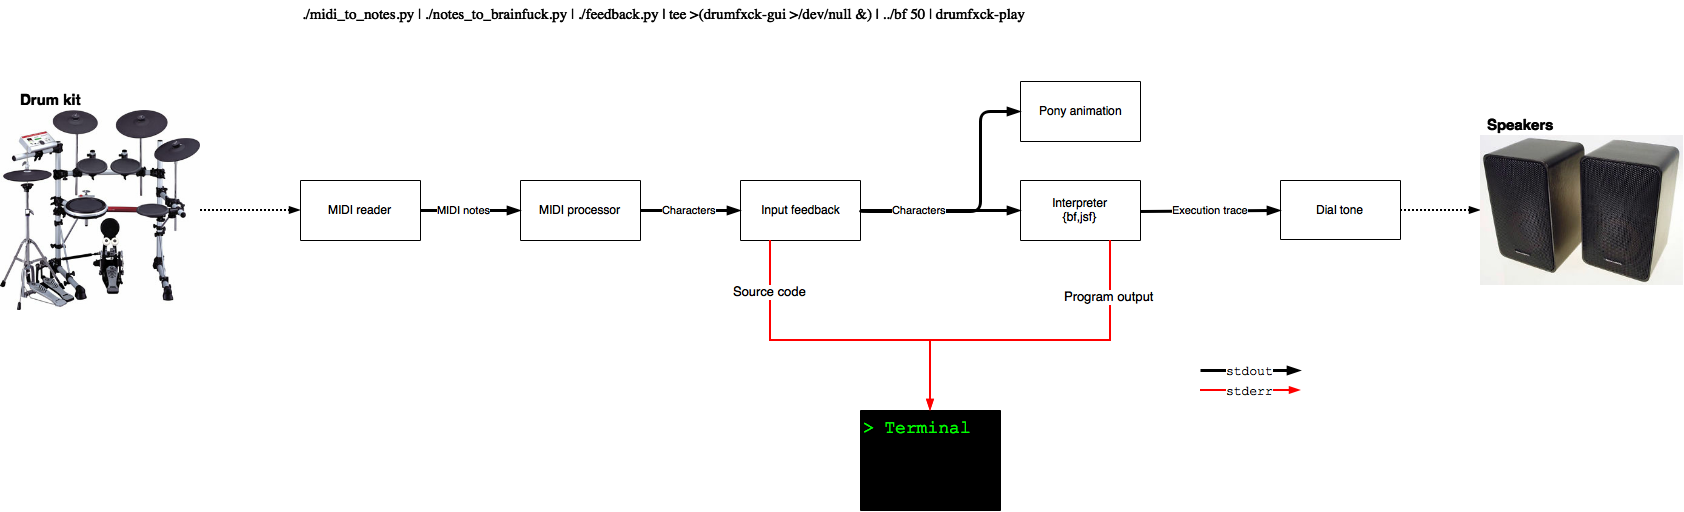 ./midi_to_notes.py | ./notes_to_brainfuck.py | ./feedback.py | tee >(drumfxck-gui >/dev/null &) | ../bf 50 | drumfxck-play
Drum kit
Pony animation
Speakers
MIDI reader
MIDI notes
MIDI processor
Characters
Input feedback
Characters
Interpreter
{bf,jsf}
Execution trace
Dial tone
Source code
Program output
stdout
stderr
> Terminal